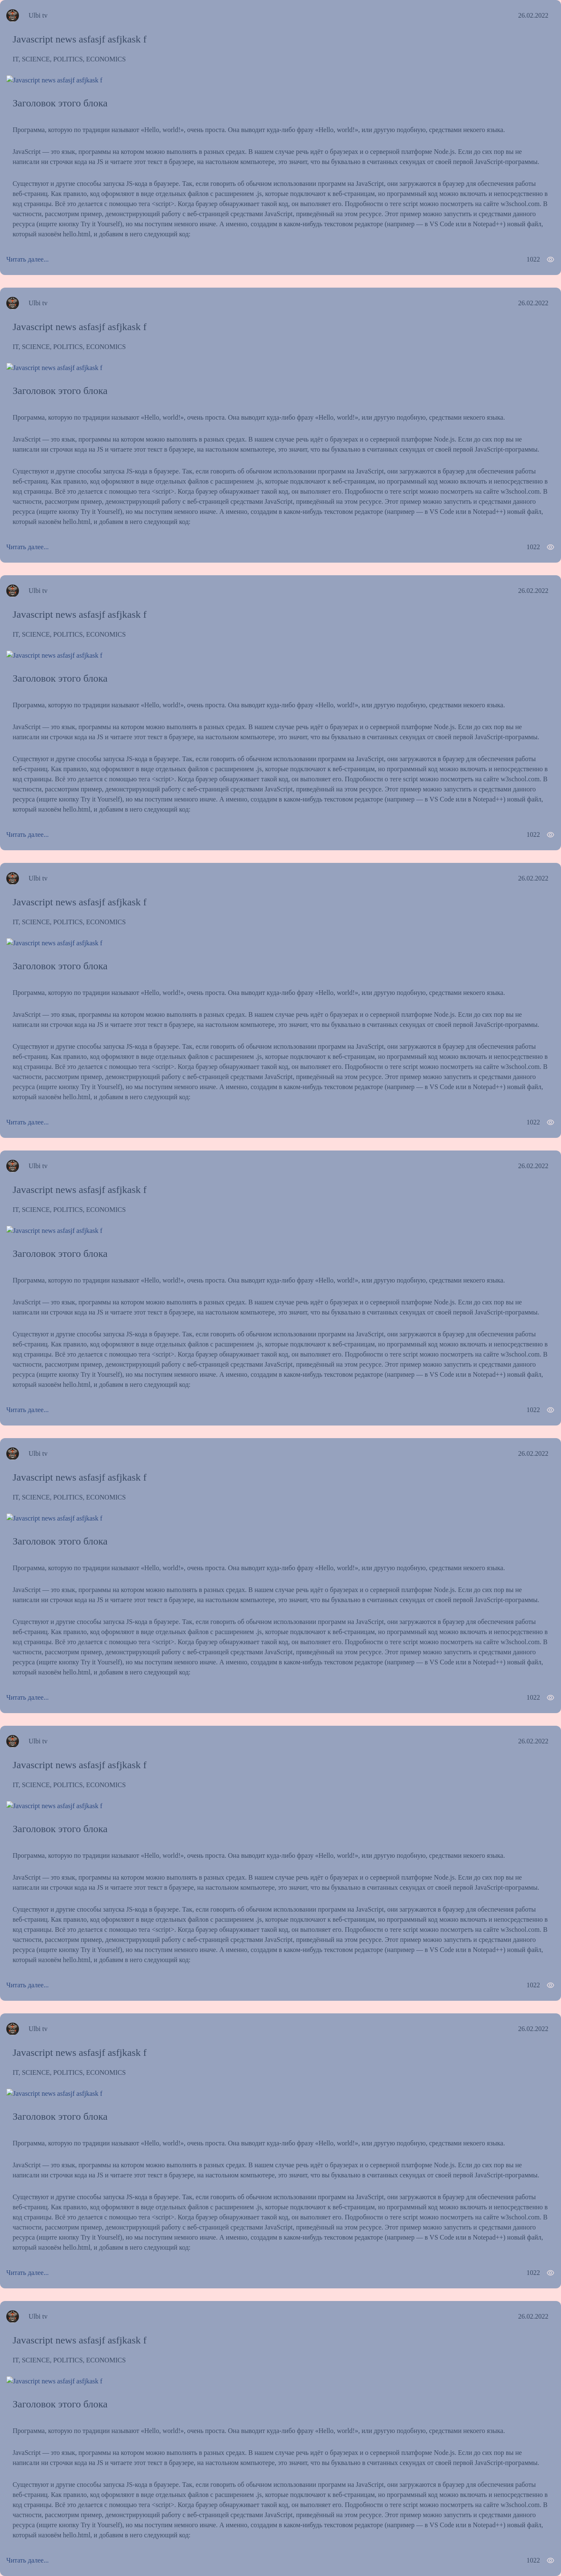 Ulbi tv 26.02.2022
Javascript news asfasjf asfjkask f
IT, SCIENCE, POLITICS, ECONOMICS
Javascript news asfasjf asfjkask f
Заголовок этого блока
Программа, которую по традиции называют «Hello, world!», очень проста. Она выводит куда-либо фразу «Hello, world!», или другую подобную, средствами некоего языка.
JavaScript — это язык, программы на котором можно выполнять в разных средах. В нашем случае речь идёт о браузерах и о серверной платформе Node.js. Если до сих пор вы не
написали ни строчки кода на JS и читаете этот текст в браузере, на настольном компьютере, это значит, что вы буквально в считанных секундах от своей первой JavaScript-программы.
Существуют и другие способы запуска JS-кода в браузере. Так, если говорить об обычном использовании программ на JavaScript, они загружаются в браузер для обеспечения работы
веб-страниц. Как правило, код оформляют в виде отдельных файлов с расширением .js, которые подключают к веб-страницам, но программный код можно включать и непосредственно в
код страницы. Всё это делается с помощью тега <script>. Когда браузер обнаруживает такой код, он выполняет его. Подробности о теге script можно посмотреть на сайте w3school.com. В
частности, рассмотрим пример, демонстрирующий работу с веб-страницей средствами JavaScript, приведённый на этом ресурсе. Этот пример можно запустить и средствами данного
ресурса (ищите кнопку Try it Yourself), но мы поступим немного иначе. А именно, создадим в каком-нибудь текстовом редакторе (например — в VS Code или в Notepad++) новый файл,
который назовём hello.html, и добавим в него следующий код:
Читать далее... 1022
Ulbi tv 26.02.2022
Javascript news asfasjf asfjkask f
IT, SCIENCE, POLITICS, ECONOMICS
Javascript news asfasjf asfjkask f
Заголовок этого блока
Программа, которую по традиции называют «Hello, world!», очень проста. Она выводит куда-либо фразу «Hello, world!», или другую подобную, средствами некоего языка.
JavaScript — это язык, программы на котором можно выполнять в разных средах. В нашем случае речь идёт о браузерах и о серверной платформе Node.js. Если до сих пор вы не
написали ни строчки кода на JS и читаете этот текст в браузере, на настольном компьютере, это значит, что вы буквально в считанных секундах от своей первой JavaScript-программы.
Существуют и другие способы запуска JS-кода в браузере. Так, если говорить об обычном использовании программ на JavaScript, они загружаются в браузер для обеспечения работы
веб-страниц. Как правило, код оформляют в виде отдельных файлов с расширением .js, которые подключают к веб-страницам, но программный код можно включать и непосредственно в
код страницы. Всё это делается с помощью тега <script>. Когда браузер обнаруживает такой код, он выполняет его. Подробности о теге script можно посмотреть на сайте w3school.com. В
частности, рассмотрим пример, демонстрирующий работу с веб-страницей средствами JavaScript, приведённый на этом ресурсе. Этот пример можно запустить и средствами данного
ресурса (ищите кнопку Try it Yourself), но мы поступим немного иначе. А именно, создадим в каком-нибудь текстовом редакторе (например — в VS Code или в Notepad++) новый файл,
который назовём hello.html, и добавим в него следующий код:
Читать далее... 1022
Ulbi tv 26.02.2022
Javascript news asfasjf asfjkask f
IT, SCIENCE, POLITICS, ECONOMICS
Javascript news asfasjf asfjkask f
Заголовок этого блока
Программа, которую по традиции называют «Hello, world!», очень проста. Она выводит куда-либо фразу «Hello, world!», или другую подобную, средствами некоего языка.
JavaScript — это язык, программы на котором можно выполнять в разных средах. В нашем случае речь идёт о браузерах и о серверной платформе Node.js. Если до сих пор вы не
написали ни строчки кода на JS и читаете этот текст в браузере, на настольном компьютере, это значит, что вы буквально в считанных секундах от своей первой JavaScript-программы.
Существуют и другие способы запуска JS-кода в браузере. Так, если говорить об обычном использовании программ на JavaScript, они загружаются в браузер для обеспечения работы
веб-страниц. Как правило, код оформляют в виде отдельных файлов с расширением .js, которые подключают к веб-страницам, но программный код можно включать и непосредственно в
код страницы. Всё это делается с помощью тега <script>. Когда браузер обнаруживает такой код, он выполняет его. Подробности о теге script можно посмотреть на сайте w3school.com. В
частности, рассмотрим пример, демонстрирующий работу с веб-страницей средствами JavaScript, приведённый на этом ресурсе. Этот пример можно запустить и средствами данного
ресурса (ищите кнопку Try it Yourself), но мы поступим немного иначе. А именно, создадим в каком-нибудь текстовом редакторе (например — в VS Code или в Notepad++) новый файл,
который назовём hello.html, и добавим в него следующий код:
Читать далее... 1022
Ulbi tv 26.02.2022
Javascript news asfasjf asfjkask f
IT, SCIENCE, POLITICS, ECONOMICS
Javascript news asfasjf asfjkask f
Заголовок этого блока
Программа, которую по традиции называют «Hello, world!», очень проста. Она выводит куда-либо фразу «Hello, world!», или другую подобную, средствами некоего языка.
JavaScript — это язык, программы на котором можно выполнять в разных средах. В нашем случае речь идёт о браузерах и о серверной платформе Node.js. Если до сих пор вы не
написали ни строчки кода на JS и читаете этот текст в браузере, на настольном компьютере, это значит, что вы буквально в считанных секундах от своей первой JavaScript-программы.
Существуют и другие способы запуска JS-кода в браузере. Так, если говорить об обычном использовании программ на JavaScript, они загружаются в браузер для обеспечения работы
веб-страниц. Как правило, код оформляют в виде отдельных файлов с расширением .js, которые подключают к веб-страницам, но программный код можно включать и непосредственно в
код страницы. Всё это делается с помощью тега <script>. Когда браузер обнаруживает такой код, он выполняет его. Подробности о теге script можно посмотреть на сайте w3school.com. В
частности, рассмотрим пример, демонстрирующий работу с веб-страницей средствами JavaScript, приведённый на этом ресурсе. Этот пример можно запустить и средствами данного
ресурса (ищите кнопку Try it Yourself), но мы поступим немного иначе. А именно, создадим в каком-нибудь текстовом редакторе (например — в VS Code или в Notepad++) новый файл,
который назовём hello.html, и добавим в него следующий код:
Читать далее... 1022
Ulbi tv 26.02.2022
Javascript news asfasjf asfjkask f
IT, SCIENCE, POLITICS, ECONOMICS
Javascript news asfasjf asfjkask f
Заголовок этого блока
Программа, которую по традиции называют «Hello, world!», очень проста. Она выводит куда-либо фразу «Hello, world!», или другую подобную, средствами некоего языка.
JavaScript — это язык, программы на котором можно выполнять в разных средах. В нашем случае речь идёт о браузерах и о серверной платформе Node.js. Если до сих пор вы не
написали ни строчки кода на JS и читаете этот текст в браузере, на настольном компьютере, это значит, что вы буквально в считанных секундах от своей первой JavaScript-программы.
Существуют и другие способы запуска JS-кода в браузере. Так, если говорить об обычном использовании программ на JavaScript, они загружаются в браузер для обеспечения работы
веб-страниц. Как правило, код оформляют в виде отдельных файлов с расширением .js, которые подключают к веб-страницам, но программный код можно включать и непосредственно в
код страницы. Всё это делается с помощью тега <script>. Когда браузер обнаруживает такой код, он выполняет его. Подробности о теге script можно посмотреть на сайте w3school.com. В
частности, рассмотрим пример, демонстрирующий работу с веб-страницей средствами JavaScript, приведённый на этом ресурсе. Этот пример можно запустить и средствами данного
ресурса (ищите кнопку Try it Yourself), но мы поступим немного иначе. А именно, создадим в каком-нибудь текстовом редакторе (например — в VS Code или в Notepad++) новый файл,
который назовём hello.html, и добавим в него следующий код:
Читать далее... 1022
Ulbi tv 26.02.2022
Javascript news asfasjf asfjkask f
IT, SCIENCE, POLITICS, ECONOMICS
Javascript news asfasjf asfjkask f
Заголовок этого блока
Программа, которую по традиции называют «Hello, world!», очень проста. Она выводит куда-либо фразу «Hello, world!», или другую подобную, средствами некоего языка.
JavaScript — это язык, программы на котором можно выполнять в разных средах. В нашем случае речь идёт о браузерах и о серверной платформе Node.js. Если до сих пор вы не
написали ни строчки кода на JS и читаете этот текст в браузере, на настольном компьютере, это значит, что вы буквально в считанных секундах от своей первой JavaScript-программы.
Существуют и другие способы запуска JS-кода в браузере. Так, если говорить об обычном использовании программ на JavaScript, они загружаются в браузер для обеспечения работы
веб-страниц. Как правило, код оформляют в виде отдельных файлов с расширением .js, которые подключают к веб-страницам, но программный код можно включать и непосредственно в
код страницы. Всё это делается с помощью тега <script>. Когда браузер обнаруживает такой код, он выполняет его. Подробности о теге script можно посмотреть на сайте w3school.com. В
частности, рассмотрим пример, демонстрирующий работу с веб-страницей средствами JavaScript, приведённый на этом ресурсе. Этот пример можно запустить и средствами данного
ресурса (ищите кнопку Try it Yourself), но мы поступим немного иначе. А именно, создадим в каком-нибудь текстовом редакторе (например — в VS Code или в Notepad++) новый файл,
который назовём hello.html, и добавим в него следующий код:
Читать далее... 1022
Ulbi tv 26.02.2022
Javascript news asfasjf asfjkask f
IT, SCIENCE, POLITICS, ECONOMICS
Javascript news asfasjf asfjkask f
Заголовок этого блока
Программа, которую по традиции называют «Hello, world!», очень проста. Она выводит куда-либо фразу «Hello, world!», или другую подобную, средствами некоего языка.
JavaScript — это язык, программы на котором можно выполнять в разных средах. В нашем случае речь идёт о браузерах и о серверной платформе Node.js. Если до сих пор вы не
написали ни строчки кода на JS и читаете этот текст в браузере, на настольном компьютере, это значит, что вы буквально в считанных секундах от своей первой JavaScript-программы.
Существуют и другие способы запуска JS-кода в браузере. Так, если говорить об обычном использовании программ на JavaScript, они загружаются в браузер для обеспечения работы
веб-страниц. Как правило, код оформляют в виде отдельных файлов с расширением .js, которые подключают к веб-страницам, но программный код можно включать и непосредственно в
код страницы. Всё это делается с помощью тега <script>. Когда браузер обнаруживает такой код, он выполняет его. Подробности о теге script можно посмотреть на сайте w3school.com. В
частности, рассмотрим пример, демонстрирующий работу с веб-страницей средствами JavaScript, приведённый на этом ресурсе. Этот пример можно запустить и средствами данного
ресурса (ищите кнопку Try it Yourself), но мы поступим немного иначе. А именно, создадим в каком-нибудь текстовом редакторе (например — в VS Code или в Notepad++) новый файл,
который назовём hello.html, и добавим в него следующий код:
Читать далее... 1022
Ulbi tv 26.02.2022
Javascript news asfasjf asfjkask f
IT, SCIENCE, POLITICS, ECONOMICS
Javascript news asfasjf asfjkask f
Заголовок этого блока
Программа, которую по традиции называют «Hello, world!», очень проста. Она выводит куда-либо фразу «Hello, world!», или другую подобную, средствами некоего языка.
JavaScript — это язык, программы на котором можно выполнять в разных средах. В нашем случае речь идёт о браузерах и о серверной платформе Node.js. Если до сих пор вы не
написали ни строчки кода на JS и читаете этот текст в браузере, на настольном компьютере, это значит, что вы буквально в считанных секундах от своей первой JavaScript-программы.
Существуют и другие способы запуска JS-кода в браузере. Так, если говорить об обычном использовании программ на JavaScript, они загружаются в браузер для обеспечения работы
веб-страниц. Как правило, код оформляют в виде отдельных файлов с расширением .js, которые подключают к веб-страницам, но программный код можно включать и непосредственно в
код страницы. Всё это делается с помощью тега <script>. Когда браузер обнаруживает такой код, он выполняет его. Подробности о теге script можно посмотреть на сайте w3school.com. В
частности, рассмотрим пример, демонстрирующий работу с веб-страницей средствами JavaScript, приведённый на этом ресурсе. Этот пример можно запустить и средствами данного
ресурса (ищите кнопку Try it Yourself), но мы поступим немного иначе. А именно, создадим в каком-нибудь текстовом редакторе (например — в VS Code или в Notepad++) новый файл,
который назовём hello.html, и добавим в него следующий код:
Читать далее... 1022
Ulbi tv 26.02.2022
Javascript news asfasjf asfjkask f
IT, SCIENCE, POLITICS, ECONOMICS
Javascript news asfasjf asfjkask f
Заголовок этого блока
Программа, которую по традиции называют «Hello, world!», очень проста. Она выводит куда-либо фразу «Hello, world!», или другую подобную, средствами некоего языка.
JavaScript — это язык, программы на котором можно выполнять в разных средах. В нашем случае речь идёт о браузерах и о серверной платформе Node.js. Если до сих пор вы не
написали ни строчки кода на JS и читаете этот текст в браузере, на настольном компьютере, это значит, что вы буквально в считанных секундах от своей первой JavaScript-программы.
Существуют и другие способы запуска JS-кода в браузере. Так, если говорить об обычном использовании программ на JavaScript, они загружаются в браузер для обеспечения работы
веб-страниц. Как правило, код оформляют в виде отдельных файлов с расширением .js, которые подключают к веб-страницам, но программный код можно включать и непосредственно в
код страницы. Всё это делается с помощью тега <script>. Когда браузер обнаруживает такой код, он выполняет его. Подробности о теге script можно посмотреть на сайте w3school.com. В
частности, рассмотрим пример, демонстрирующий работу с веб-страницей средствами JavaScript, приведённый на этом ресурсе. Этот пример можно запустить и средствами данного
ресурса (ищите кнопку Try it Yourself), но мы поступим немного иначе. А именно, создадим в каком-нибудь текстовом редакторе (например — в VS Code или в Notepad++) новый файл,
который назовём hello.html, и добавим в него следующий код:
Читать далее... 1022